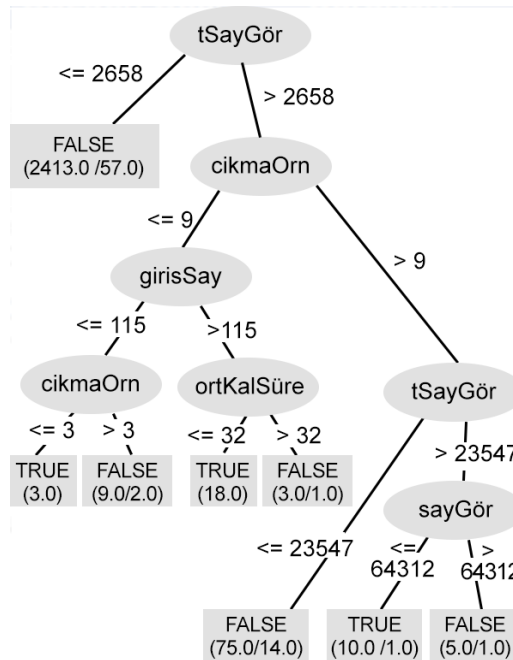 tSayGör
<= 2658
> 2658
FALSE
(2413.0 /57.0)
cikmaOrn
<= 9
> 9
girisSay
<= 115
>115
cikmaOrn
ortKalSüre
tSayGör
<= 3
> 3
<= 32
> 32
> 23547
TRUE
(3.0)
FALSE
(9.0/2.0)
TRUE
(18.0)
FALSE
(3.0/1.0)
sayGör
<= 23547
<=
64312
>
64312
FALSE
(75.0/14.0)
TRUE
(10.0 /1.0)
FALSE
(5.0/1.0)